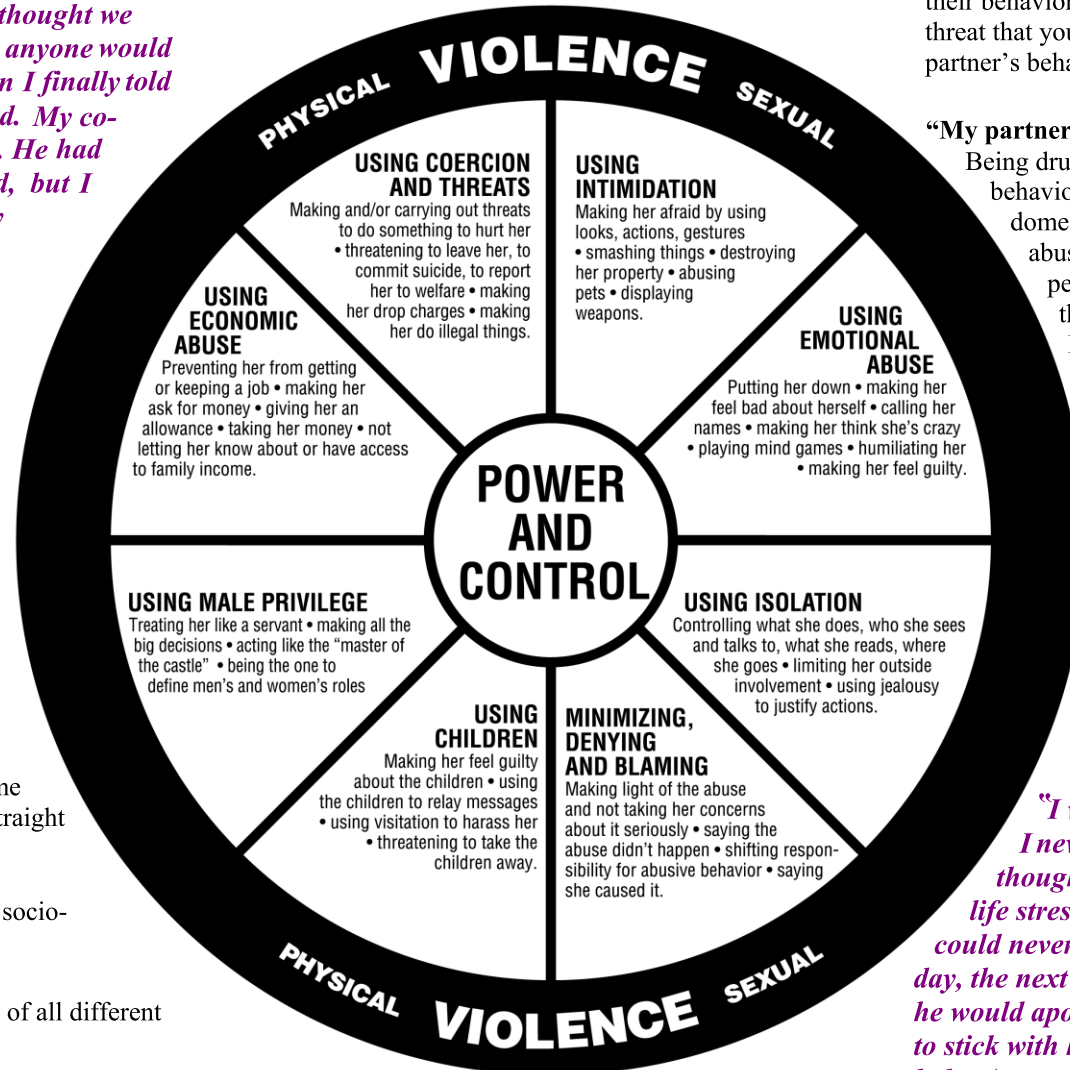 thought we
anyone would
n I finally told
d. My co-
. He had
d, but I
their behavior
threat that you
partner's beha
“My partner
Being dru
behavio
dome
abus
pe
th
PHYSICAL VIOLENCE SEXUAL
USING COERCION
AND THREATS
Making and/or carrying out threats
to do something to hurt her
• threatening to leave her, to
commit suicide, to report
her to welfare • making
her drop charges • making
her do illegal things.
USING
INTIMIDATION
Making her afraid by using
looks, actions, gestures
• smashing things • destroying
her property • abusing
pets • displaying
weapons.
USING
EMOTIONAL
ABUSE
Putting her down • making her
feel bad about herself • calling her
names • making her think she's crazy
• playing mind games • humiliating her
• making her feel guilty.
USING
ECONOMIC
ABUSE
Preventing her from getting
or keeping a job • making her
ask for money • giving her an
allowance • taking her money • not
letting her know about or have access
to family income.
POWER
AND
CONTROL
USING MALE PRIVILEGE
Treating her like a servant • making all the
big decisions • acting like the “master of
the castle” • being the one to
define men's and women's roles
USING ISOLATION
Controlling what she does, who she sees
and talks to, what she reads, where
she goes • limiting her outside
involvement • using jealousy
to justify actions.
USING
CHILDREN
Making her feel guilty
about the children • using
the children to relay messages
• using visitation to harass her
• threatening to take the
children away.
MINIMIZING,
DENYING
AND BLAMING
Making light of the abuse
and not taking her concerns
about it seriously • saying the
abuse didn't happen • shifting respon-
sibility for abusive behavior • saying
she caused it.
PHYSICAL VIOLENCE SEXUAL
ne
traight
socio-
of all different
“I
I nev
though
life stres
could never
day, the next
he would apo
to stick with